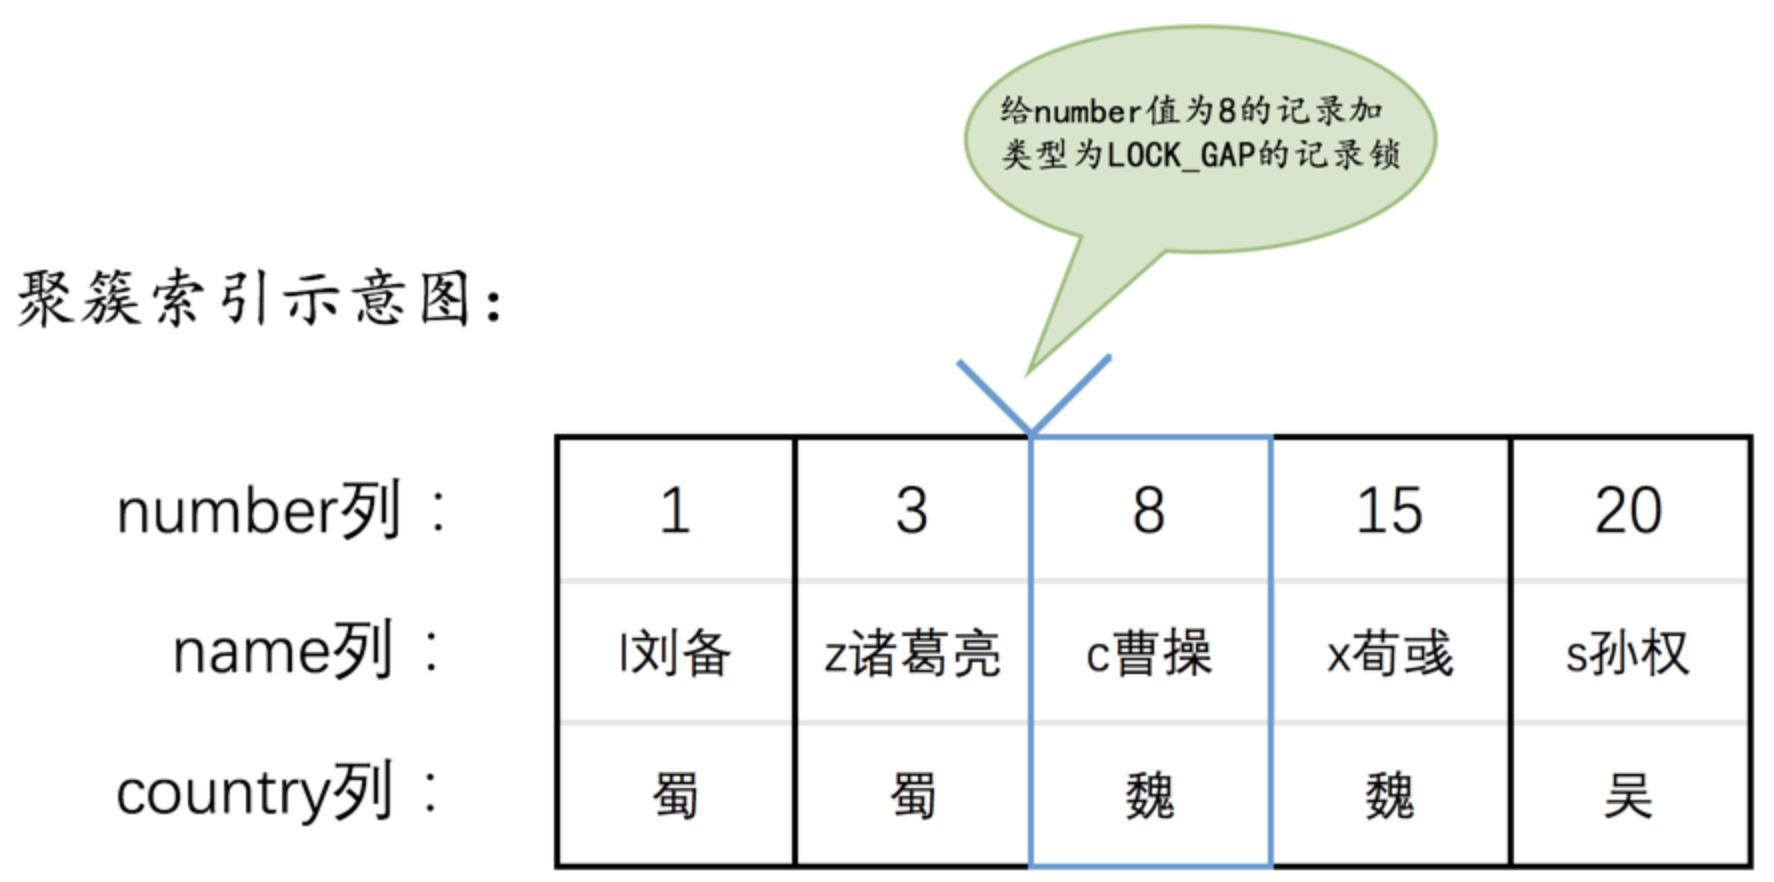 给number值为8的记录加
类型为LOCK_GAP的记录锁
聚簇索引示意图：
number列： 1 3 8 15 20
name列： l刘备 z诸葛亮 c曹操 x荀彧 s孙权
country列： 蜀 蜀 魏 魏 吴